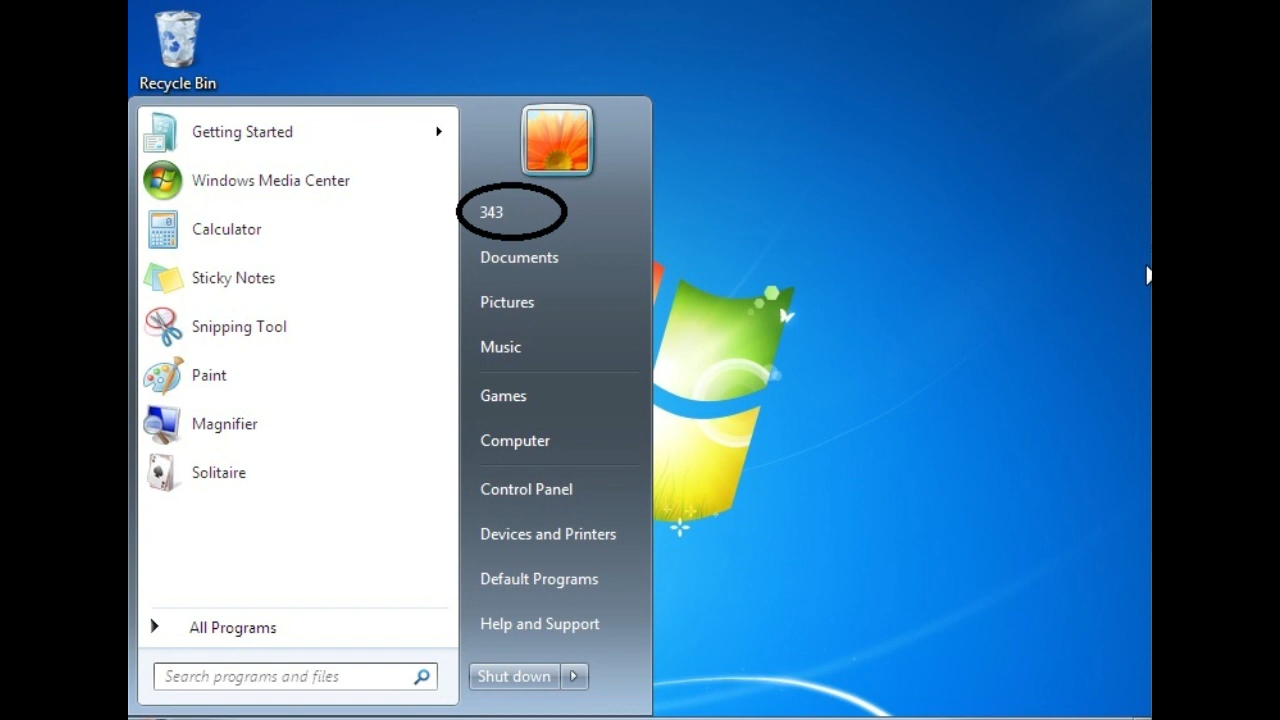 Recycle Bin
Getting Started
Windows Media Center
Calculator
Sticky Notes
Snipping Tool
Paint
Magnifier
Solitaire
All Programs
Search programs and files
343
Documents
Pictures
Music
Games
Computer
Control Panel
Devices and Printers
Default Programs
Help and Support
Shut down